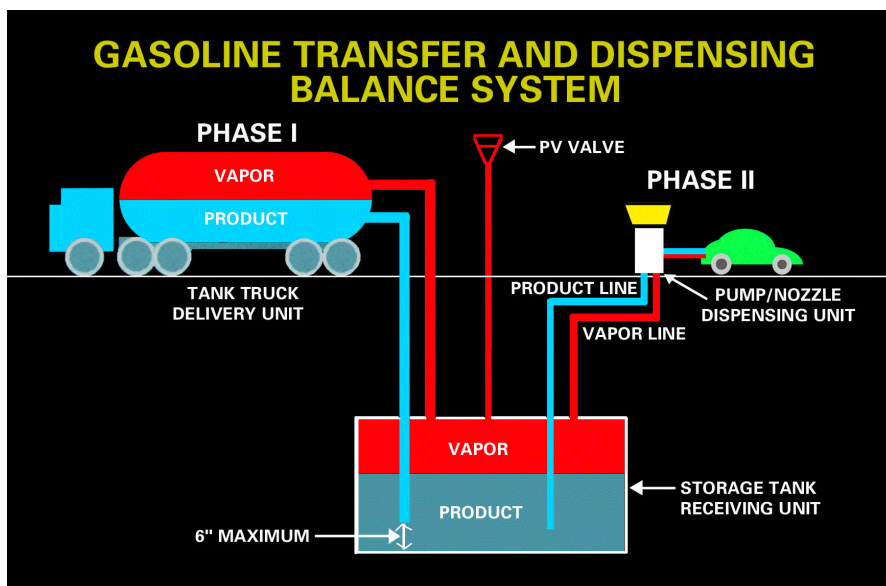 GASOLINE TRANSFER AND DISPENSING
BALANCE SYSTEM
PHASE I
PV VALVE
VAPOR
PHASE II
PRODUCT
PRODUCT LINE
TANK TRUCK
DELIVERY UNIT
PUMP/NOZZLE
DISPENSING UNIT
VAPOR LINE
VAPOR
STORAGE TANK
RECEIVING UNIT
PRODUCT
6" MAXIMUM